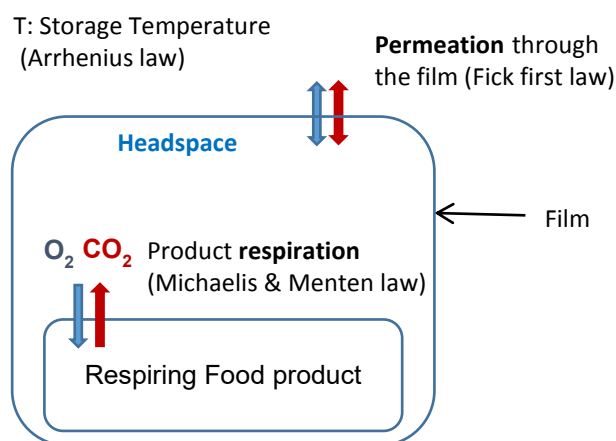 T: Storage Temperature
(Arrhenius law)
Permeation through
the film (Fick first law)
Headspace
Film
O₂ CO₂ Product respiration
(Michaelis & Menten law)
Respiring Food product